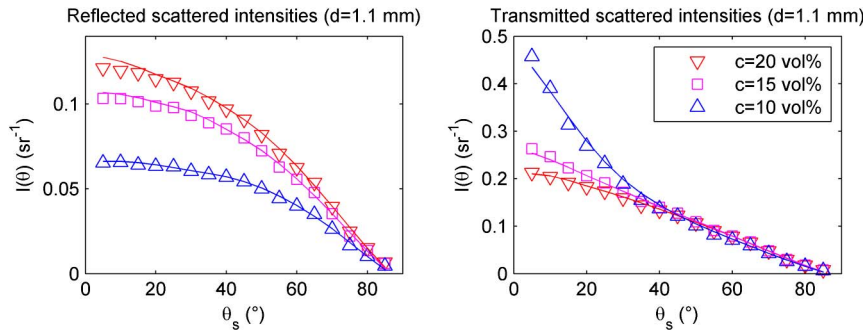 Reflected scattered intensities (d=1.1 mm)
I(θ) (sr⁻¹)
0.1
0.05
0
0 20 40 60 80
θₛ (°)
Transmitted scattered intensities (d=1.1 mm)
I(θ) (sr⁻¹)
0.5
0.4
0.3
0.2
0.1
0
0 20 40 60 80
θₛ (°)
c=20 vol%
c=15 vol%
c=10 vol%